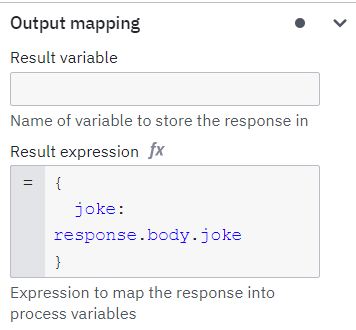 Output mapping
Result variable
Name of variable to store the response in
Result expression fx
= {
joke:
response.body.joke
}
Expression to map the response into
process variables